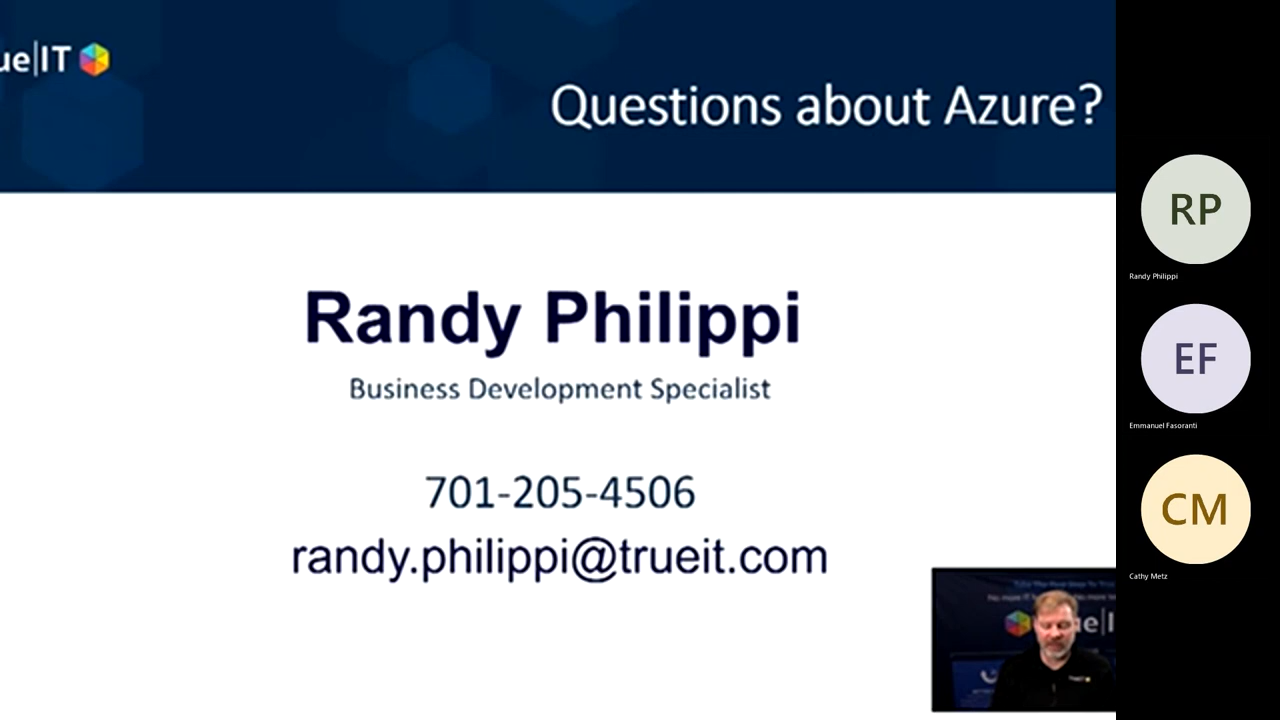 ue|IT
Questions about Azure?
Randy Philippi
Business Development Specialist
701-205-4506
randy.philippi@trueit.com
RP
Randy Philippi
EF
Emmanuel Fasoranti
CM
Cathy Metz
ue|I